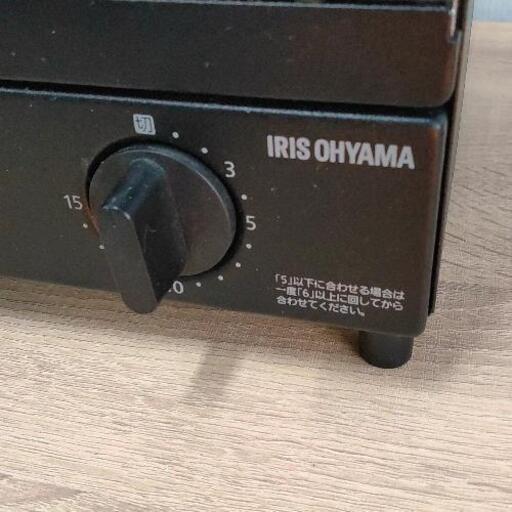 切
3
IRIS OHYAMA
15
5
0
「5」以下に合わせる場合は
一度「6」以上に回してから
合わせてください。